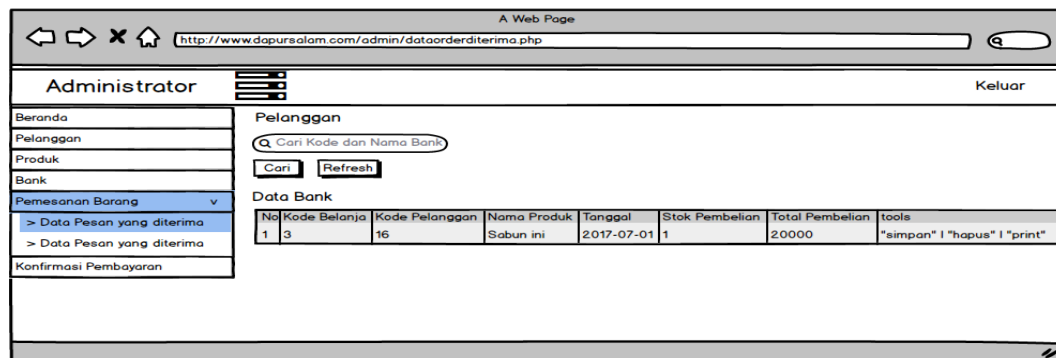 A Web Page
http://www.dapursalam.com/admin/dataorderditerima.php
Administrator
Keluar
Beranda
Pelanggan
Produk
Bank
Pemesanan Barang v
> Data Pesan yang diterima
> Data Pesan yang diterima
Konfirmasi Pembayaran
Pelanggan
Cari Kode dan Nama Bank
Cari Refresh
Data Bank
No Kode Belanja Kode Pelanggan Nama Produk Tanggal Stok Pembelian Total Pembelian tools
1 3 16 Sabun ini 2017-07-01 1 20000 "simpan" I "hapus" I "print"